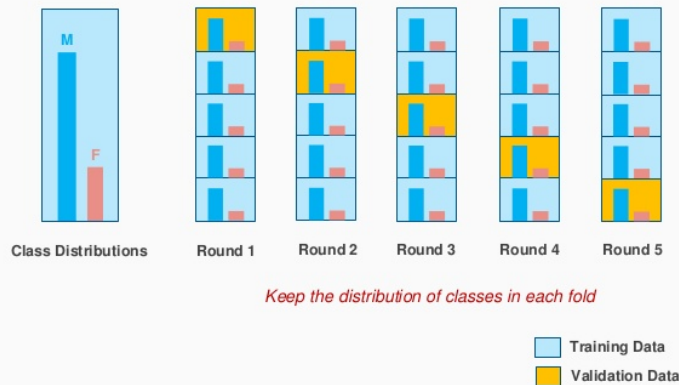 M
F
Class Distributions
Round 1
Round 2
Round 3
Round 4
Round 5
Keep the distribution of classes in each fold
Training Data
Validation Data